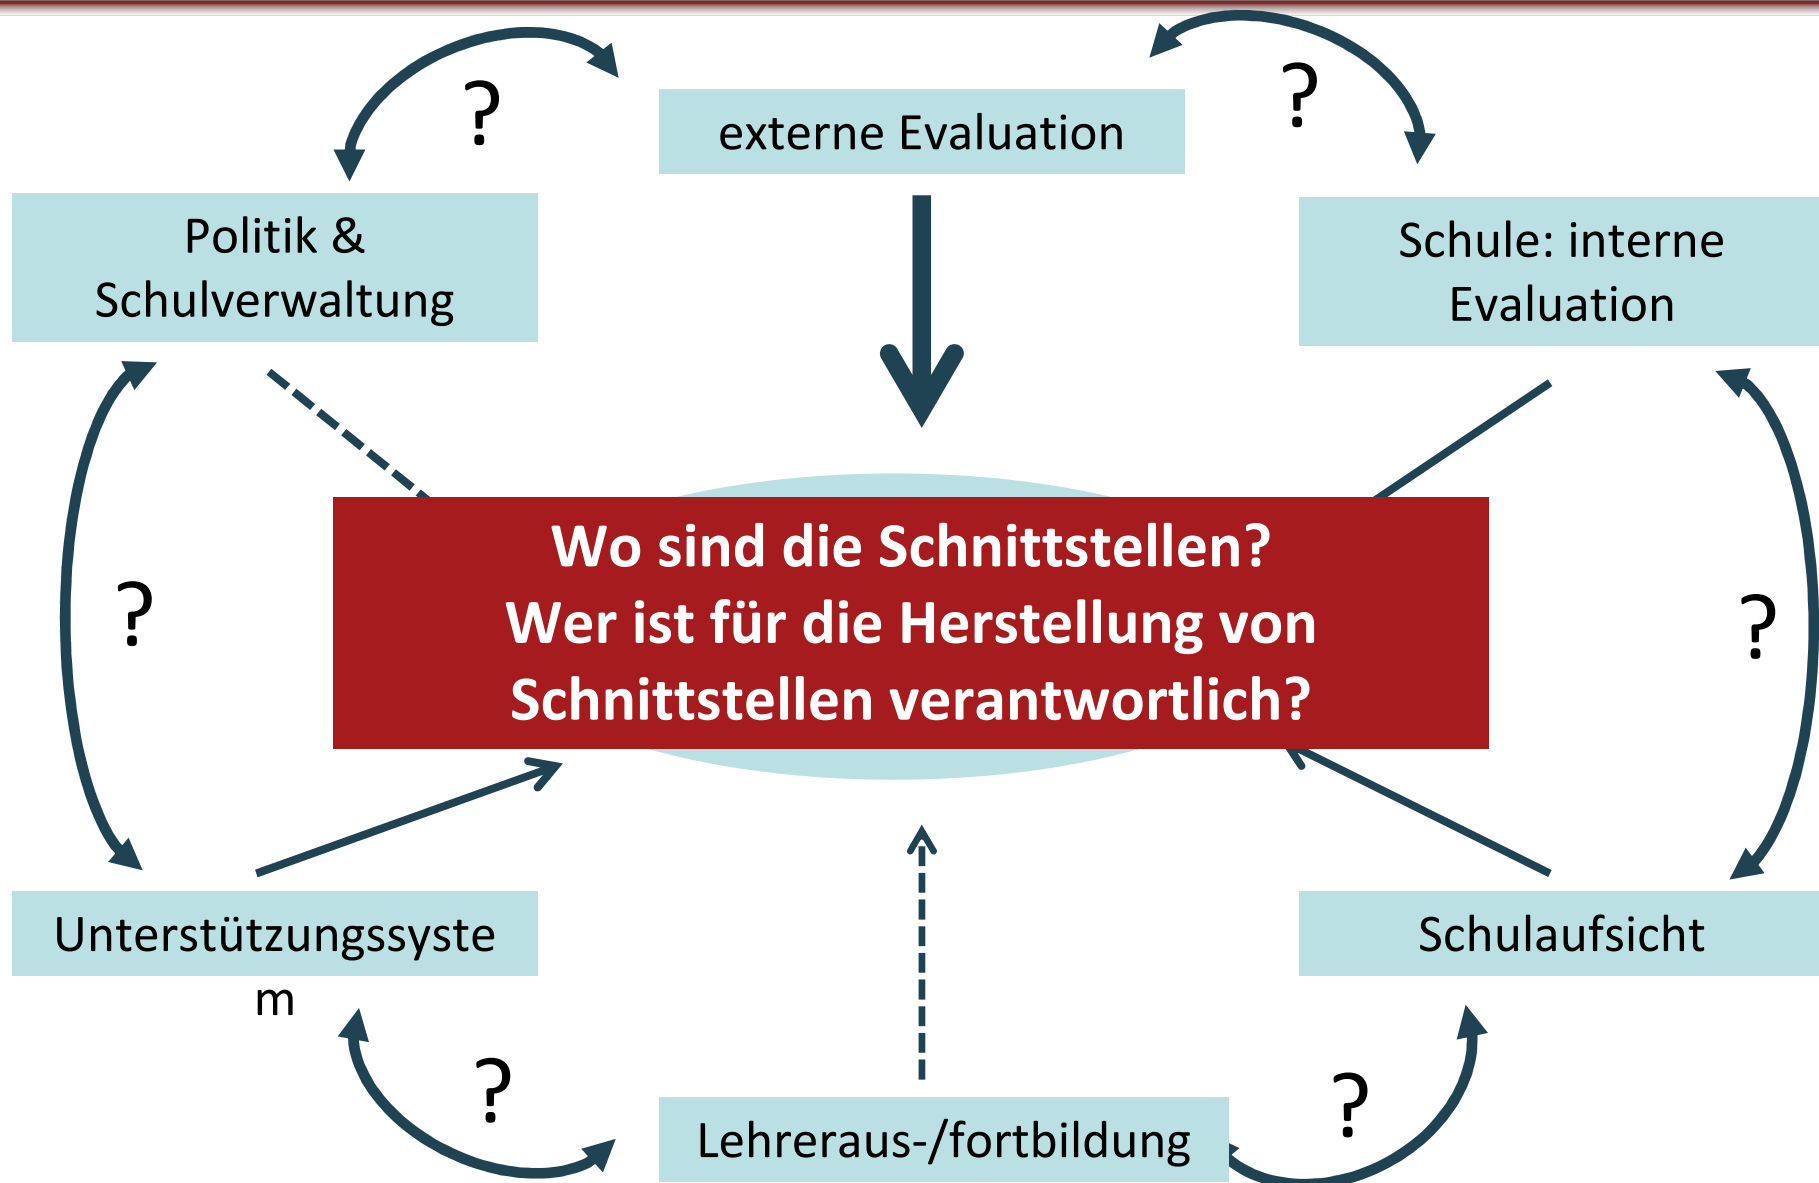 ?
?
externe Evaluation
Politik &
Schulverwaltung
Schule: interne
Evaluation
Wo sind die Schnittstellen?
Wer ist für die Herstellung von
Schnittstellen verantwortlich?
?
?
Unterstützungssyste
m
Schulaufsicht
?
?
Lehreraus-/fortbildung